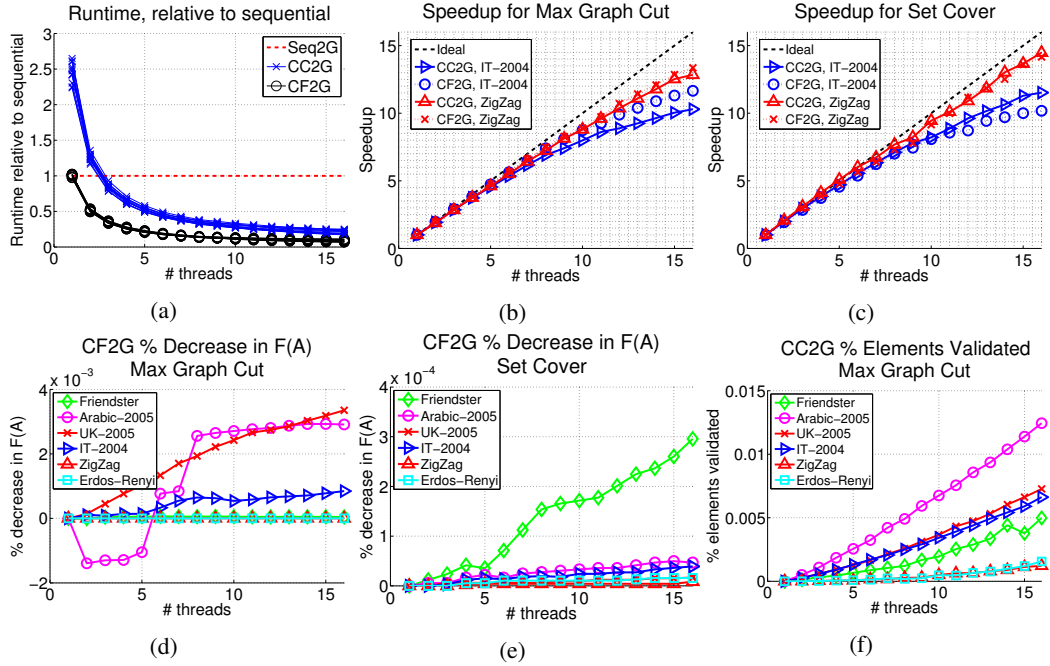 Runtime, relative to sequential
Runtime relative to sequential
3
2.5
2
1.5
1
0.5
0
Seq2G
CC2G
CF2G
0 5 10 15
# threads
(a)
Speedup for Max Graph Cut
Speedup
15
10
5
0
Ideal
CC2G, IT-2004
CF2G, IT-2004
CC2G, ZigZag
CF2G, ZigZag
0 5 10 15
# threads
(b)
Speedup for Set Cover
Speedup
15
10
5
0
Ideal
CC2G, IT-2004
CF2G, IT-2004
CC2G, ZigZag
CF2G, ZigZag
0 5 10 15
# threads
(c)
CF2G % Decrease in F(A)
Max Graph Cut
x 10⁻³
% decrease in F(A)
4
2
0
−2
Friendster
Arabic−2005
UK−2005
IT−2004
ZigZag
Erdos−Renyi
0 5 10 15
# threads
(d)
CF2G % Decrease in F(A)
Set Cover
x 10⁻⁴
% decrease in F(A)
4
3
2
1
0
Friendster
Arabic−2005
UK−2005
IT−2004
ZigZag
Erdos−Renyi
0 5 10 15
# threads
(e)
CC2G % Elements Validated
Max Graph Cut
% elements validated
0.015
0.01
0.005
0
Friendster
Arabic−2005
UK−2005
IT−2004
ZigZag
Erdos−Renyi
0 5 10 15
# threads
(f)